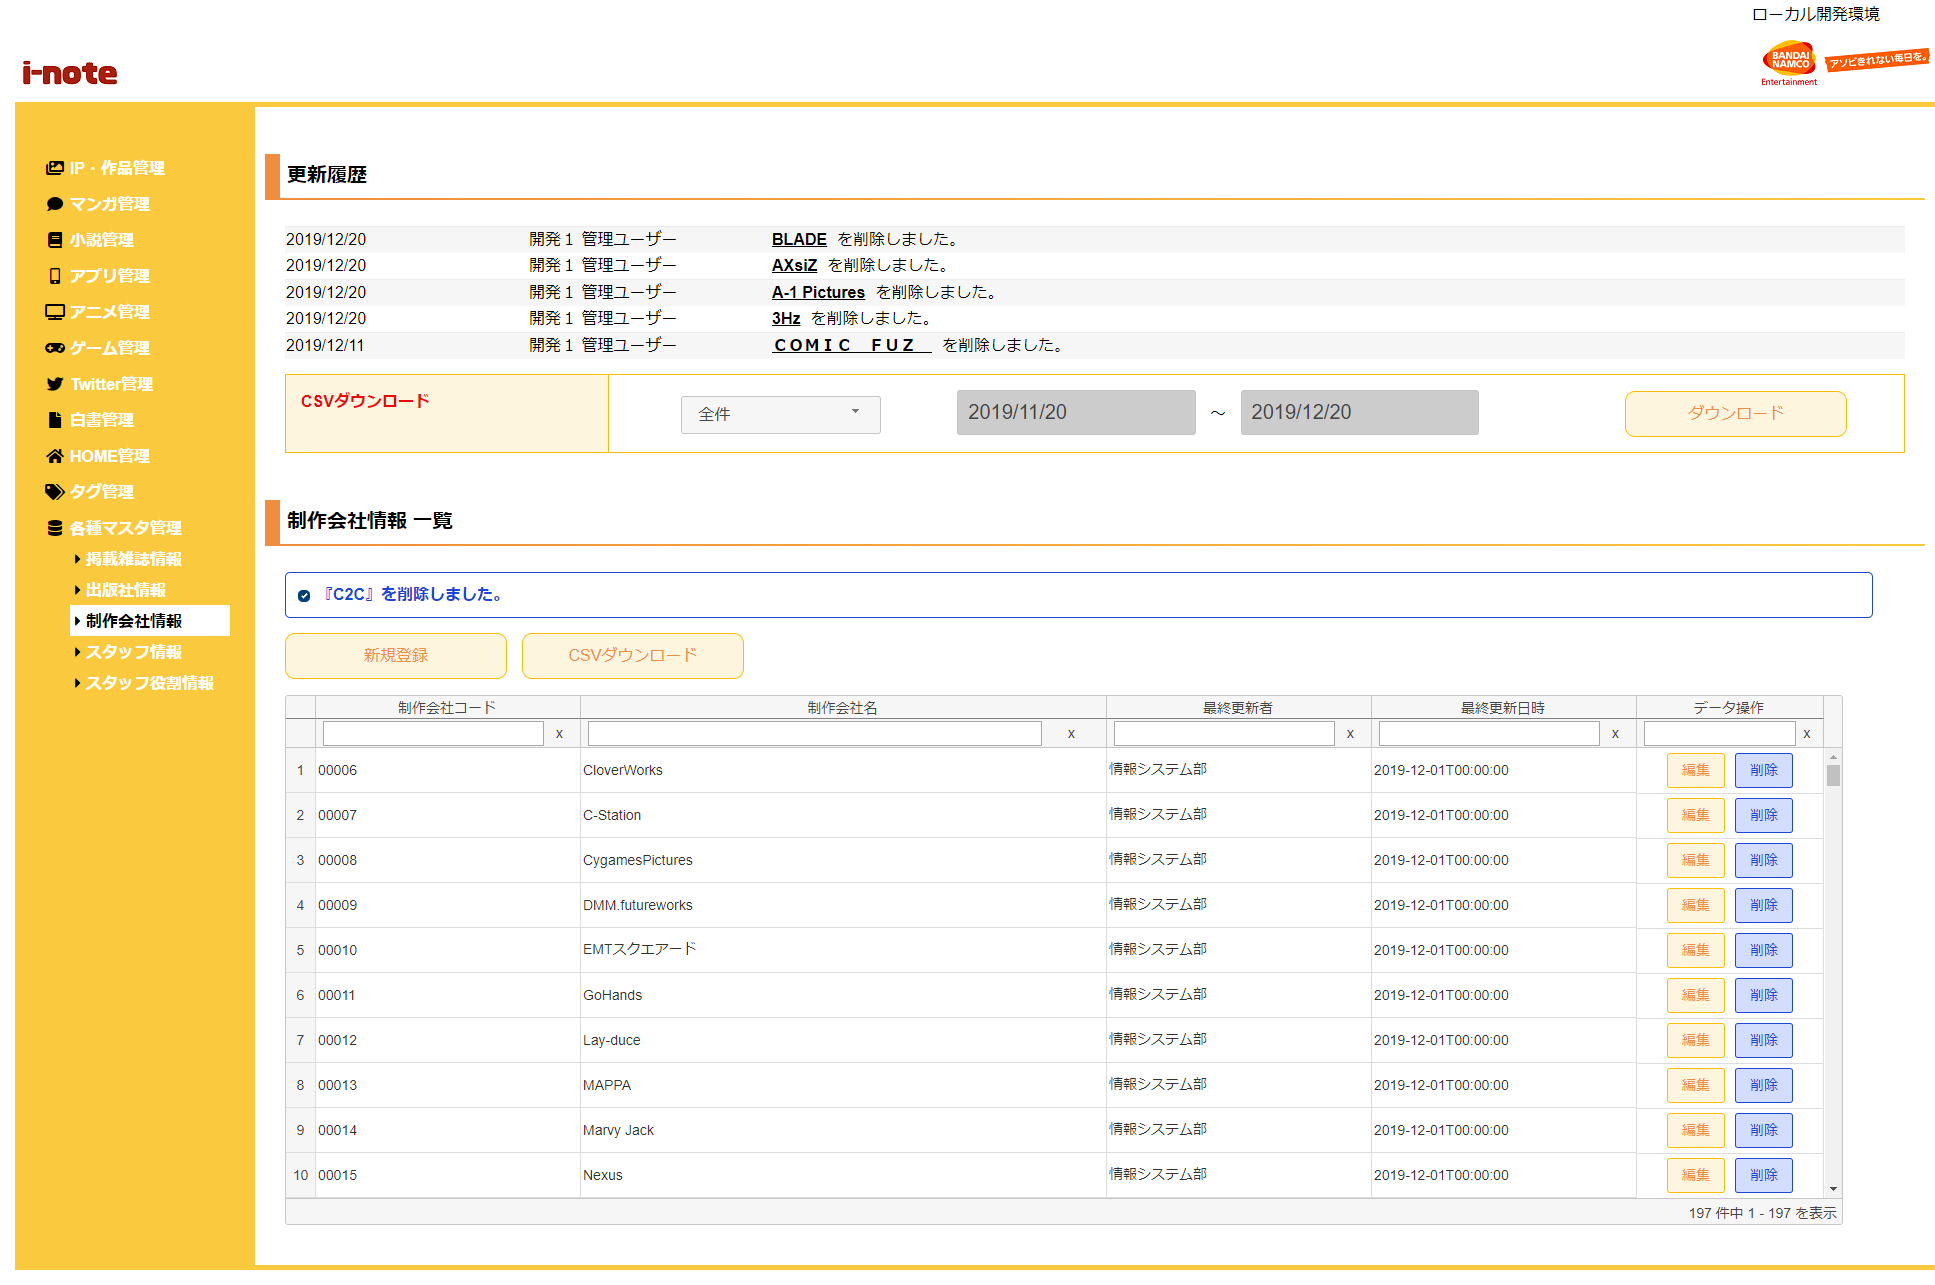 ローカル開発環境
i-note
BANDAI
NAMCO
Entertainment
アソビきれない毎日を。
IP・作品管理
マンガ管理
小説管理
アプリ管理
アニメ管理
ゲーム管理
Twitter管理
白書管理
HOME管理
タグ管理
各種マスタ管理
掲載雑誌情報
出版社情報
制作会社情報
スタッフ情報
スタッフ役割情報
更新履歴
2019/12/20 開発1 管理ユーザー BLADE を削除しました。
2019/12/20 開発1 管理ユーザー AXsiZ を削除しました。
2019/12/20 開発1 管理ユーザー A-1 Pictures を削除しました。
2019/12/20 開発1 管理ユーザー 3Hz を削除しました。
2019/12/11 開発1 管理ユーザー ＣＯＭＩＣ　ＦＵＺ を削除しました。
CSVダウンロード 全件 2019/11/20 ～ 2019/12/20 ダウンロード
制作会社情報 一覧
『C2C』を削除しました。
新規登録 CSVダウンロード
制作会社コード 制作会社名 最終更新者 最終更新日時 データ操作
x x x x x
1 00006 CloverWorks 情報システム部 2019-12-01T00:00:00 編集 削除
2 00007 C-Station 情報システム部 2019-12-01T00:00:00 編集 削除
3 00008 CygamesPictures 情報システム部 2019-12-01T00:00:00 編集 削除
4 00009 DMM.futureworks 情報システム部 2019-12-01T00:00:00 編集 削除
5 00010 EMTスクエアード 情報システム部 2019-12-01T00:00:00 編集 削除
6 00011 GoHands 情報システム部 2019-12-01T00:00:00 編集 削除
7 00012 Lay-duce 情報システム部 2019-12-01T00:00:00 編集 削除
8 00013 MAPPA 情報システム部 2019-12-01T00:00:00 編集 削除
9 00014 Marvy Jack 情報システム部 2019-12-01T00:00:00 編集 削除
10 00015 Nexus 情報システム部 2019-12-01T00:00:00 編集 削除
197 件中 1 - 197 を表示